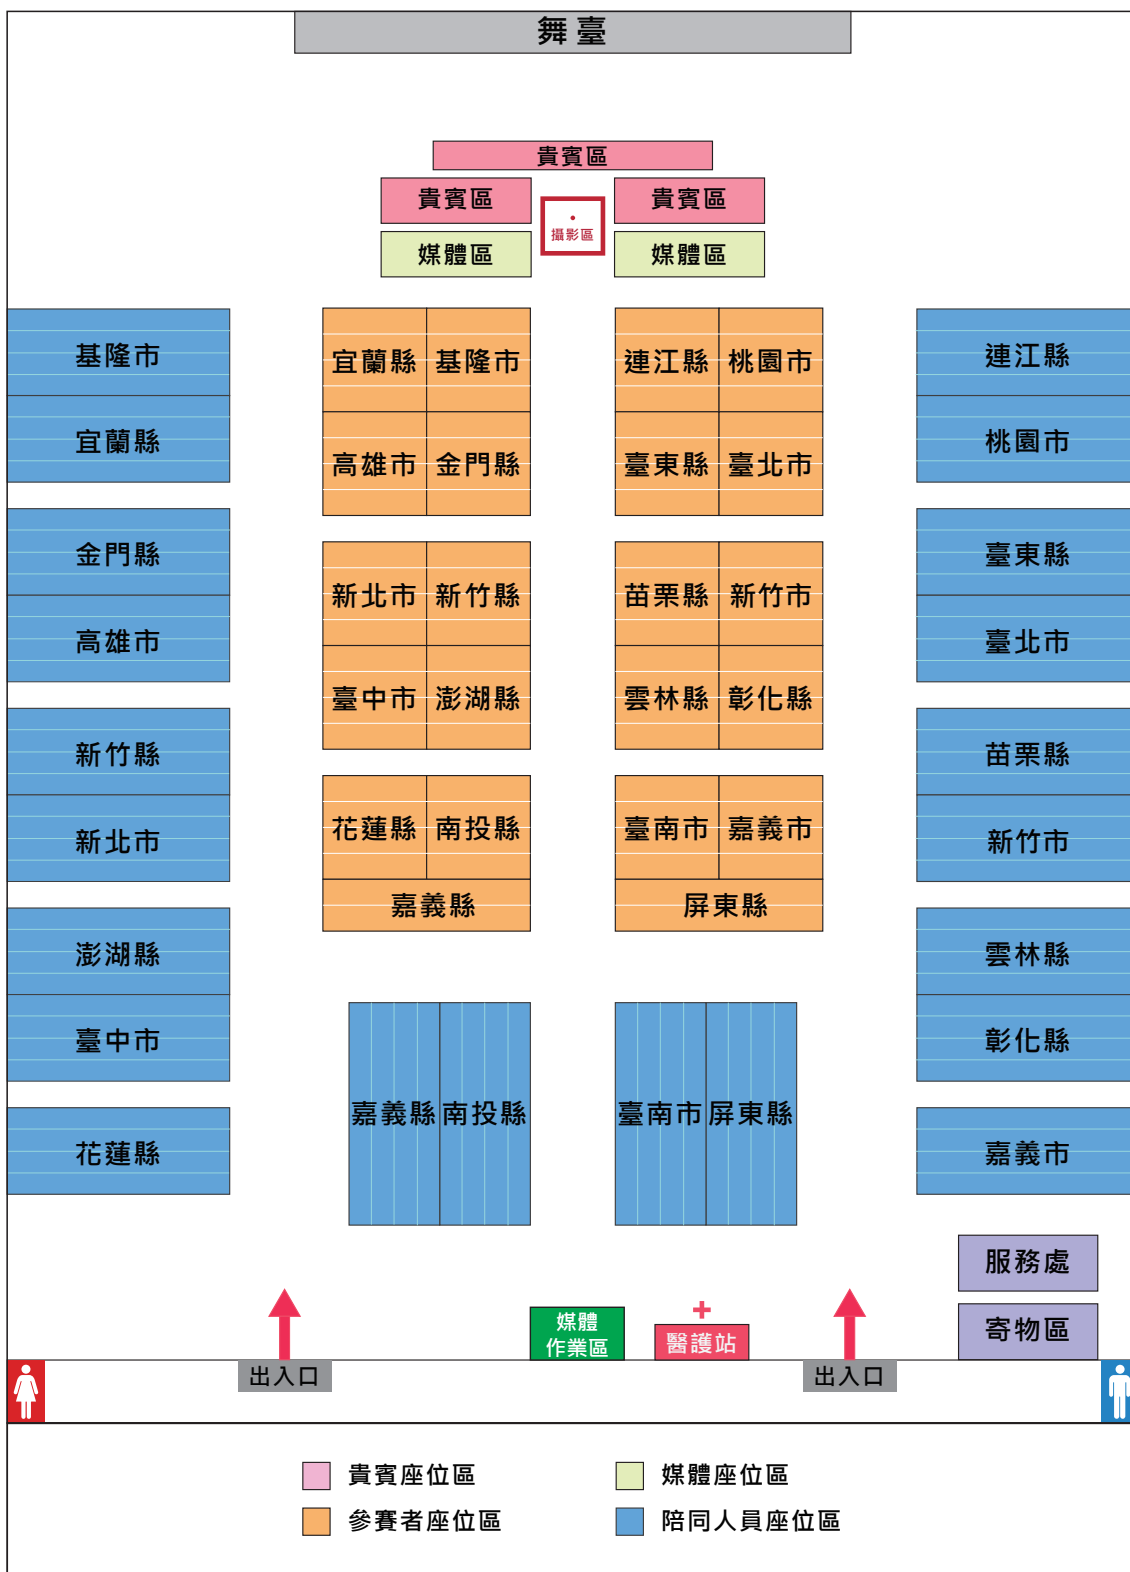 舞臺
貴賓區
貴賓區
貴賓區
攝影區
媒體區
媒體區
基隆市
宜蘭縣
金門縣
高雄市
新竹縣
新北市
澎湖縣
臺中市
花蓮縣
宜蘭縣 基隆市
高雄市 金門縣
新北市 新竹縣
臺中市 澎湖縣
花蓮縣 南投縣
嘉義縣
連江縣 桃園市
臺東縣 臺北市
苗栗縣 新竹市
雲林縣 彰化縣
臺南市 嘉義市
屏東縣
連江縣
桃園市
臺東縣
臺北市
苗栗縣
新竹市
雲林縣
彰化縣
嘉義市
嘉義縣 南投縣
臺南市 屏東縣
服務處
寄物區
媒體
作業區
醫護站
出入口
出入口
貴賓座位區
媒體座位區
參賽者座位區
陪同人員座位區